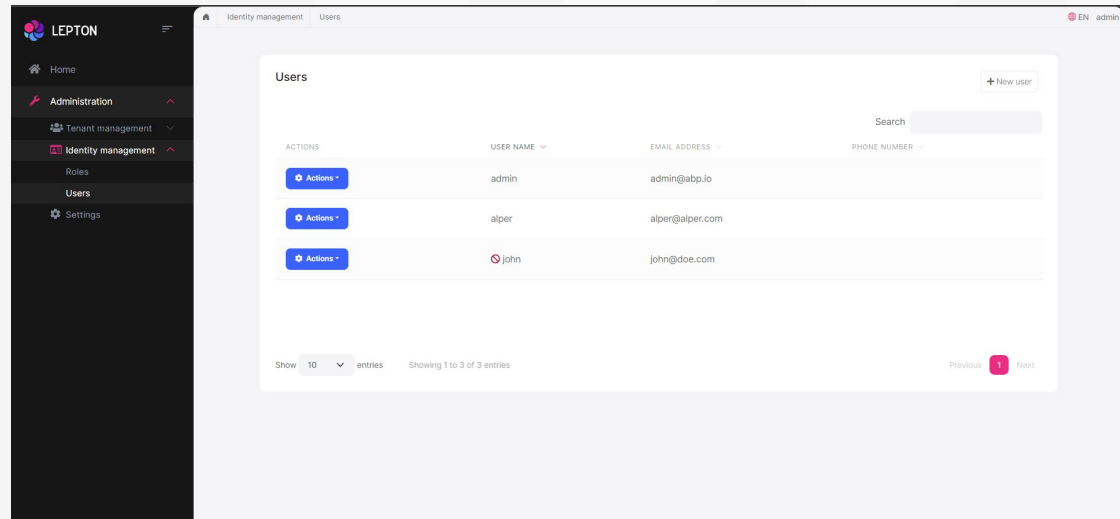 LEPTON
Home
Administration
Tenant management
Identity management
Roles
Users
Settings
Identity management Users
EN admin
Users
+ New user
Search
ACTIONS USER NAME EMAIL ADDRESS PHONE NUMBER
Actions admin admin@abp.io
Actions alper alper@alper.com
Actions john john@doe.com
Show 10 entries Showing 1 to 3 of 3 entries
Previous 1 Next